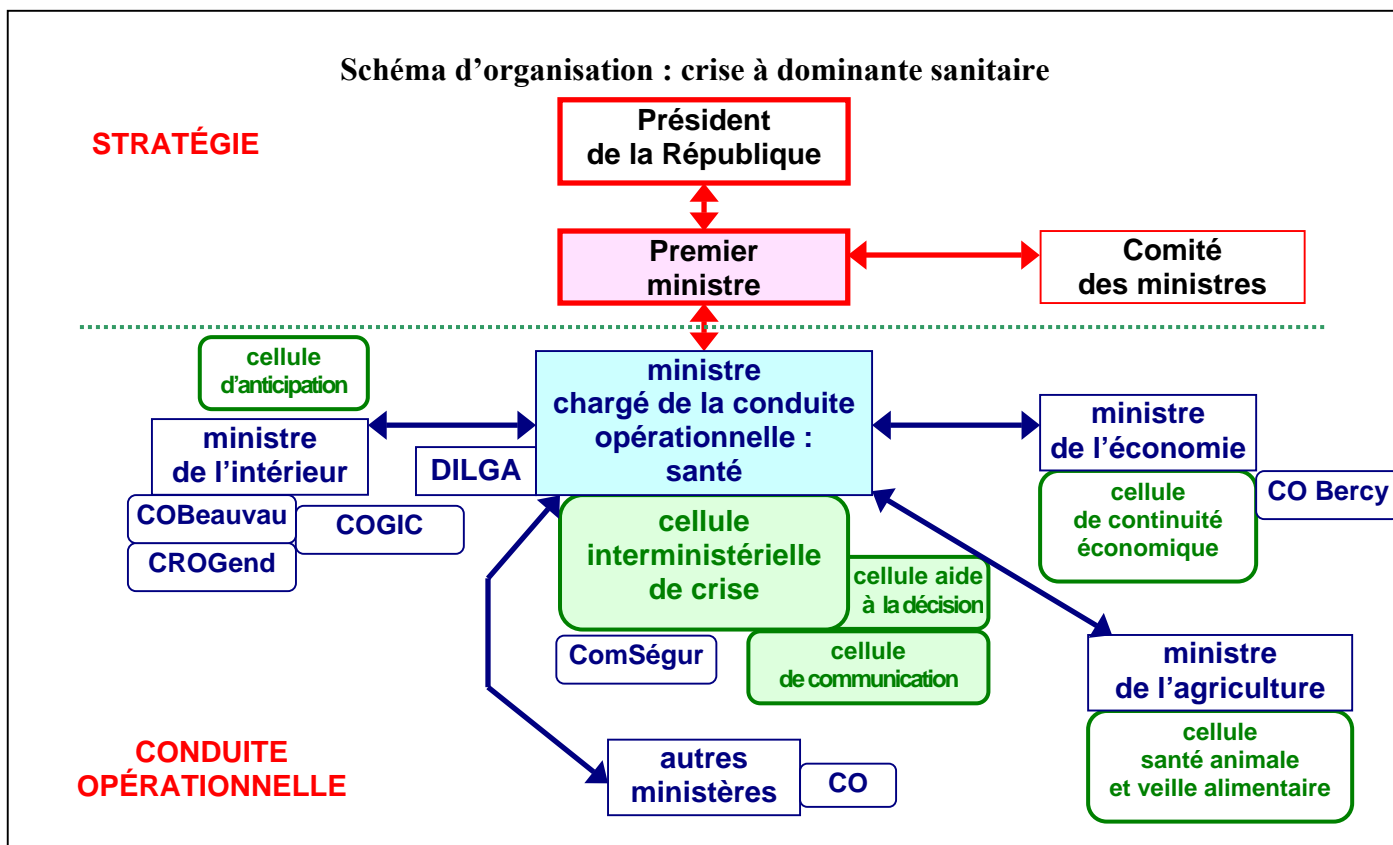 Schéma d'organisation : crise à dominante sanitaire
STRATÉGIE
Président
de la République
Premier
ministre
Comité
des ministres
cellule
d'anticipation
ministre
de l'intérieur
COBeauvau
COGIC
CROGend
DILGA
ministre
chargé de la conduite
opérationnelle :
santé
cellule
interministérielle
de crise
cellule aide
à la décision
cellule
de communication
ComSégur
ministre
de l'économie
cellule
de continuité
économique
CO Bercy
ministre
de l'agriculture
cellule
santé animale
et veille alimentaire
CONDUITE
OPÉRATIONNELLE
autres
ministères
CO